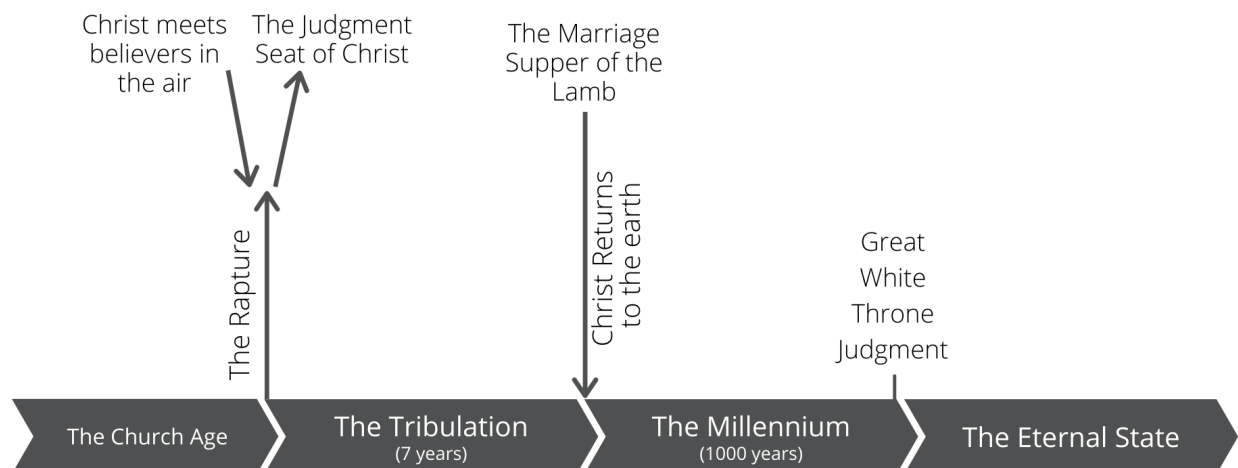 Christ meets
believers in
the air
The Judgment
Seat of Christ
The Marriage
Supper of the
Lamb
The Rapture
Christ Returns
to the earth
Great
White
Throne
Judgment
The Church Age
The Tribulation
(7 years)
The Millennium
(1000 years)
The Eternal State